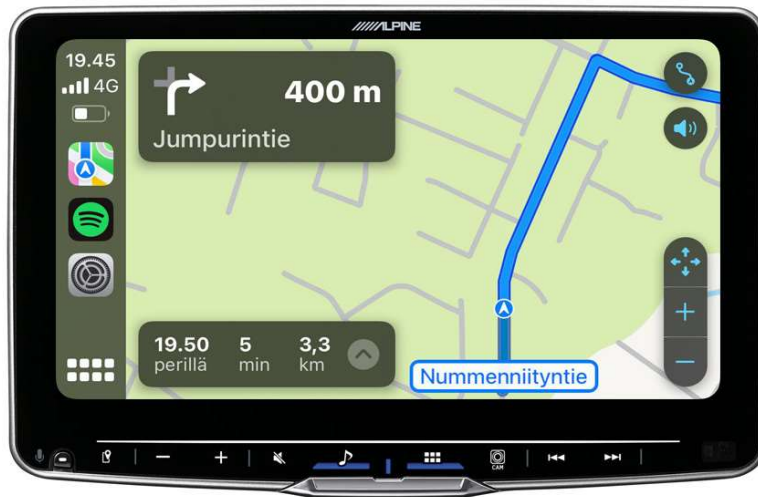 ALPINE
19.45
4G
400 m
Jumpurintie
19.50 5 3,3
perillä min km
Nummenniityntie
CAM